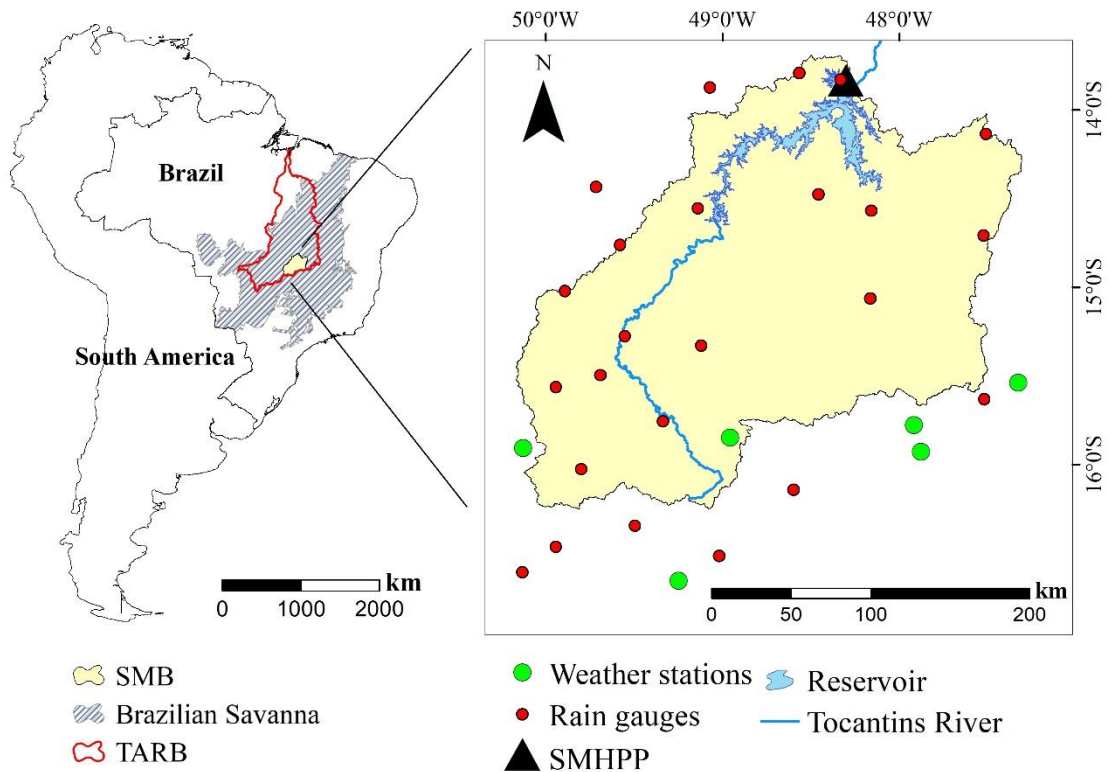 50°0'W 49°0'W 48°0'W
N
14°0'S
15°0'S
16°0'S
Brazil
South America
km
0 1000 2000
km
0 50 100 200
SMB
Brazilian Savanna
TARB
Weather stations
Rain gauges
SMHPP
Reservoir
Tocantins River